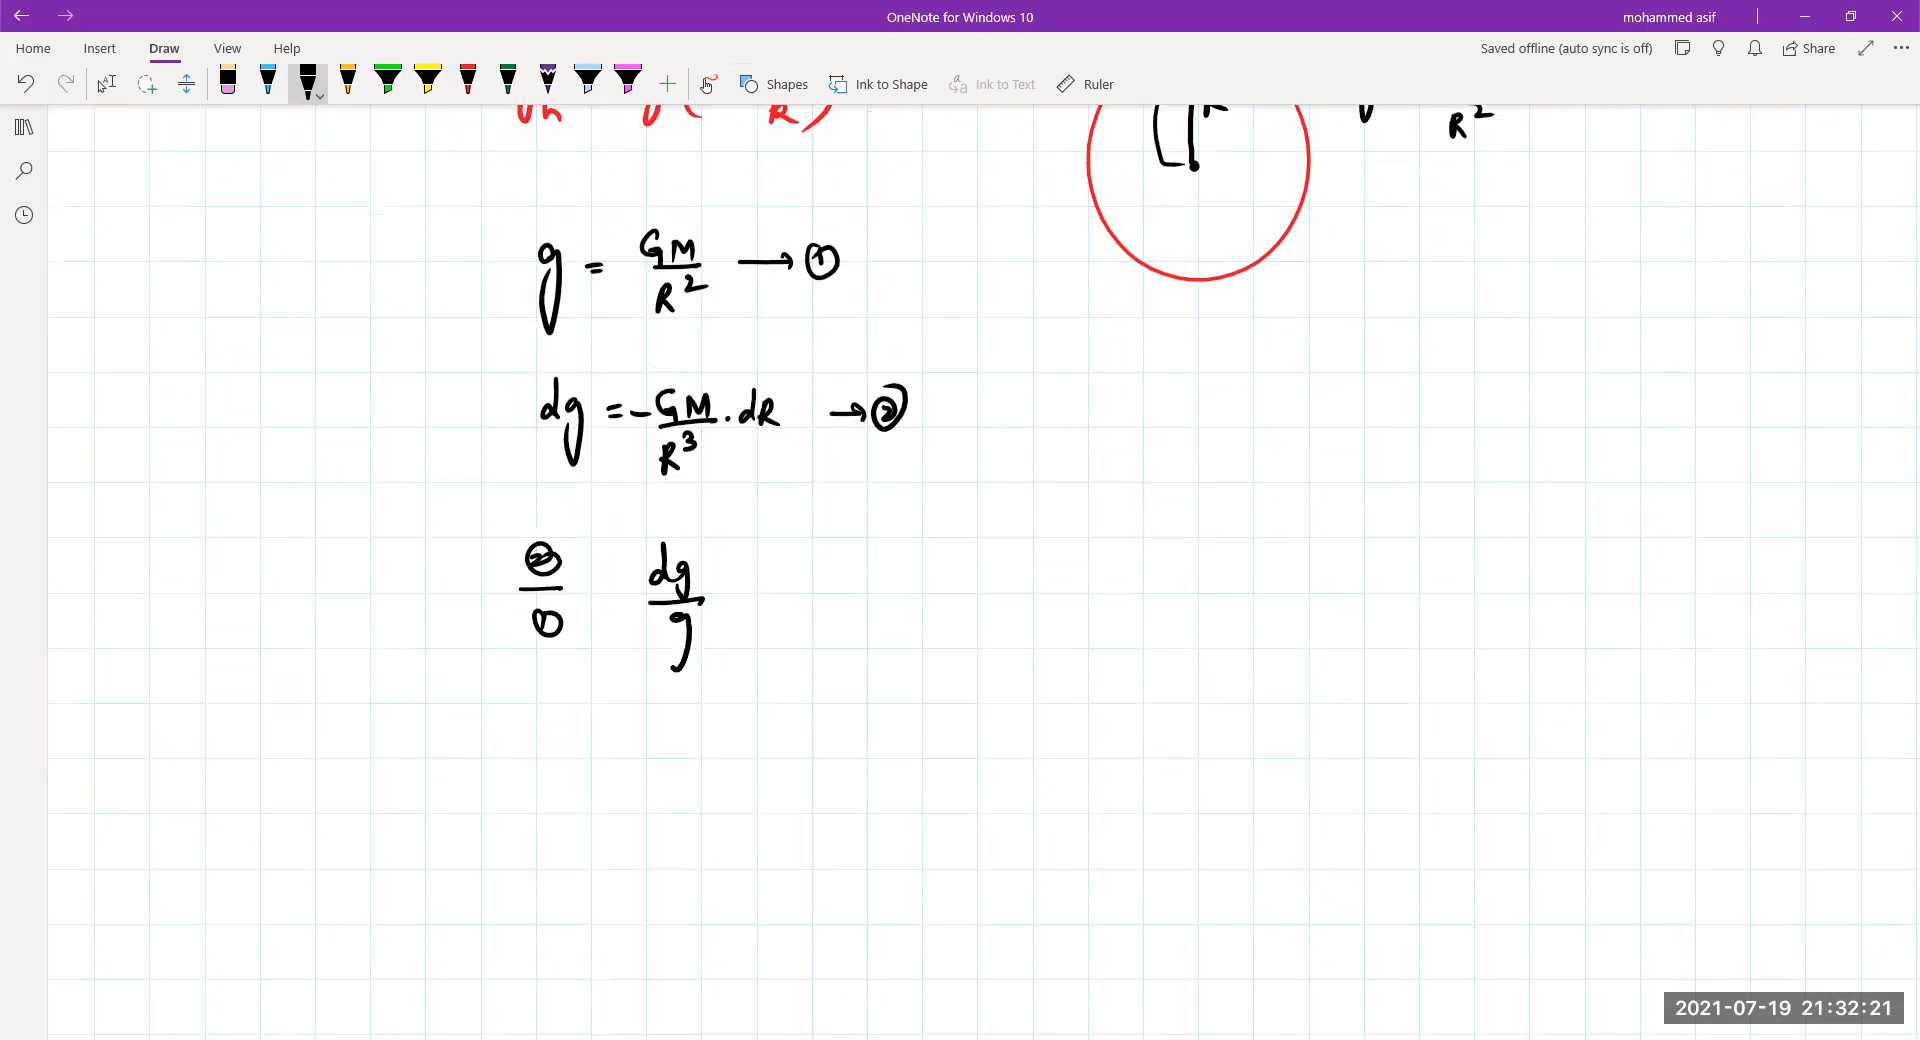 OneNote for Windows 10
mohammed asif
Home Insert Draw View Help
Saved offline (auto sync is off)
Share
Shapes
Ink to Shape
Ink to Text
Ruler
R²
g = GM/R² → ①
dg = -GM/R³ . dR → ②
②/① dg/g
2021-07-19 21:32:21